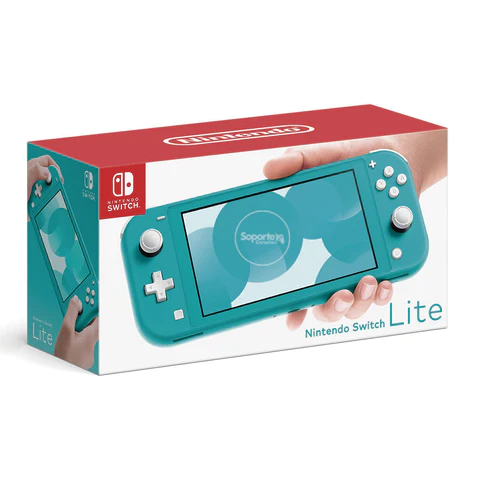 Nintendo
NINTENDO
SWITCH
Soporte
Nintendo Switch Lite
Lite